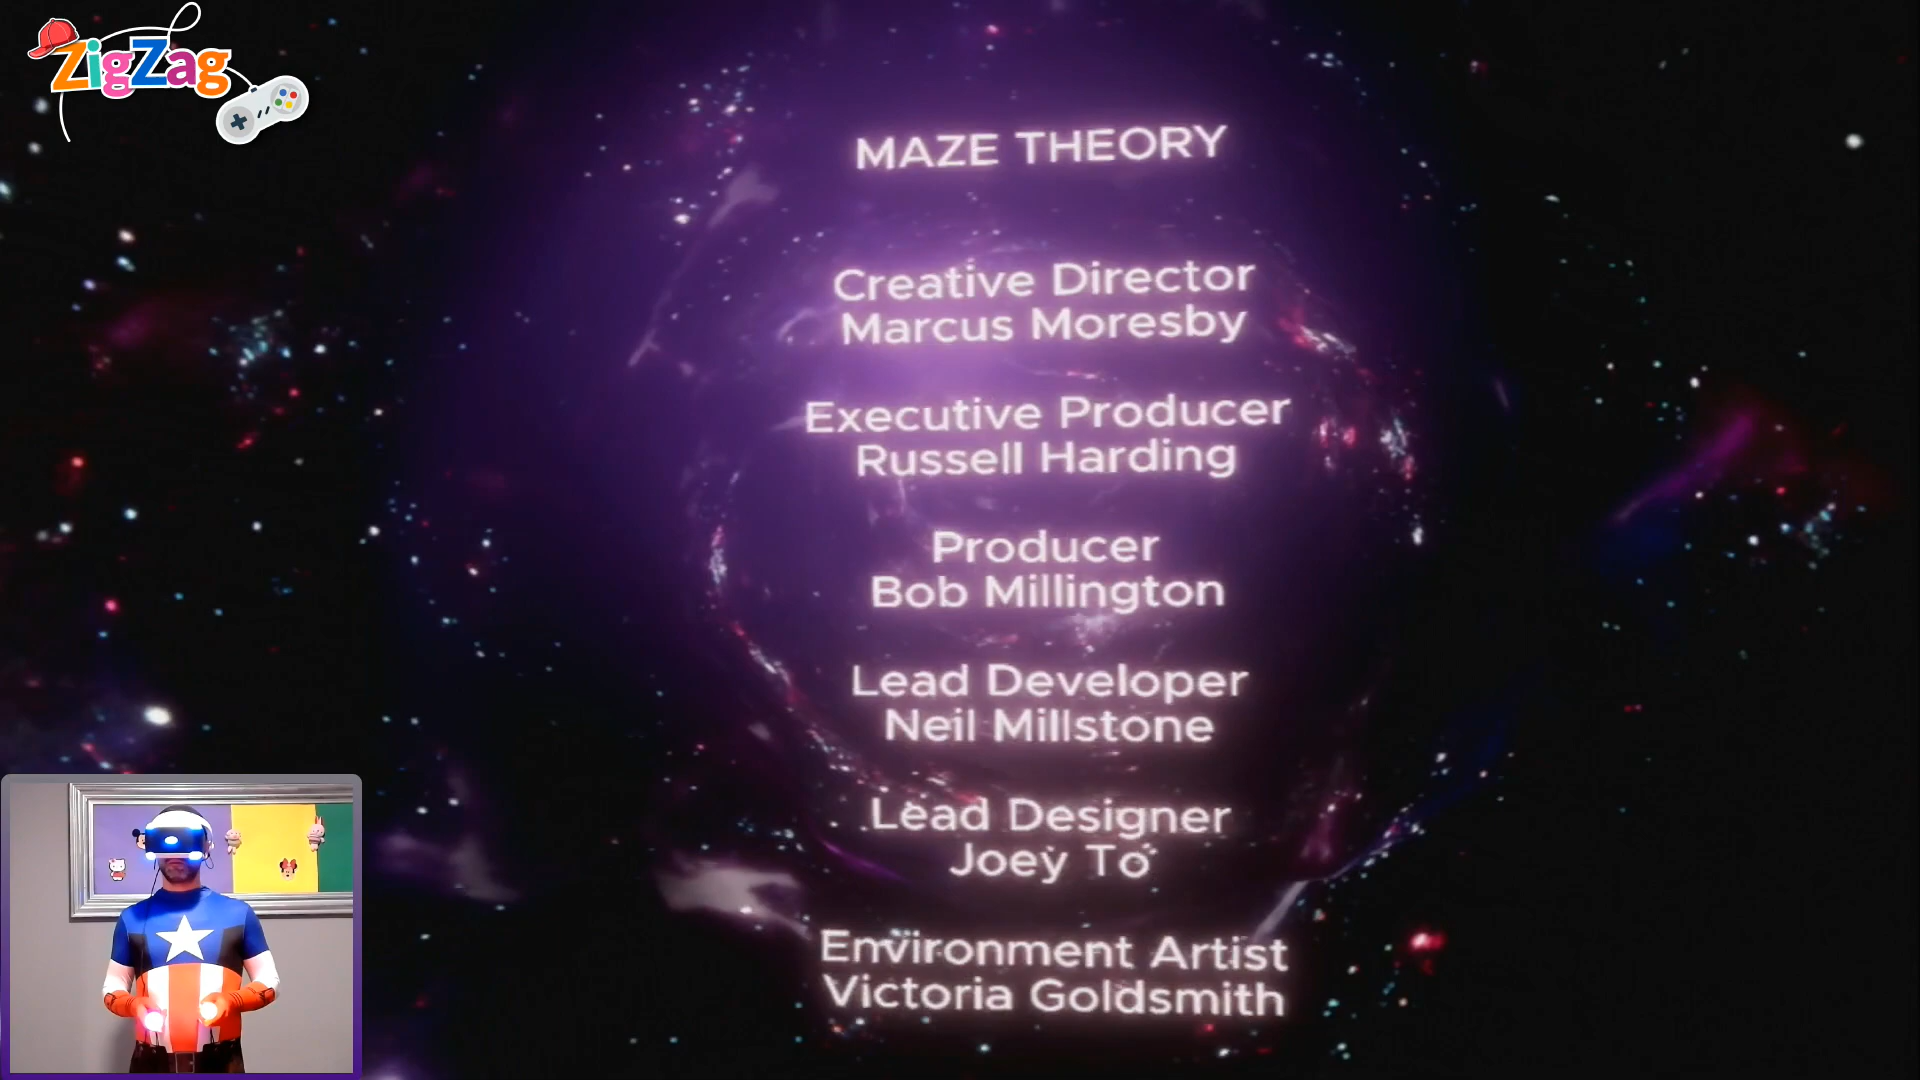 ZigZag
MAZE THEORY
Creative Director
Marcus Moresby
Executive Producer
Russell Harding
Producer
Bob Millington
Lead Developer
Neil Millstone
Lead Designer
Joey To
Environment Artist
Victoria Goldsmith